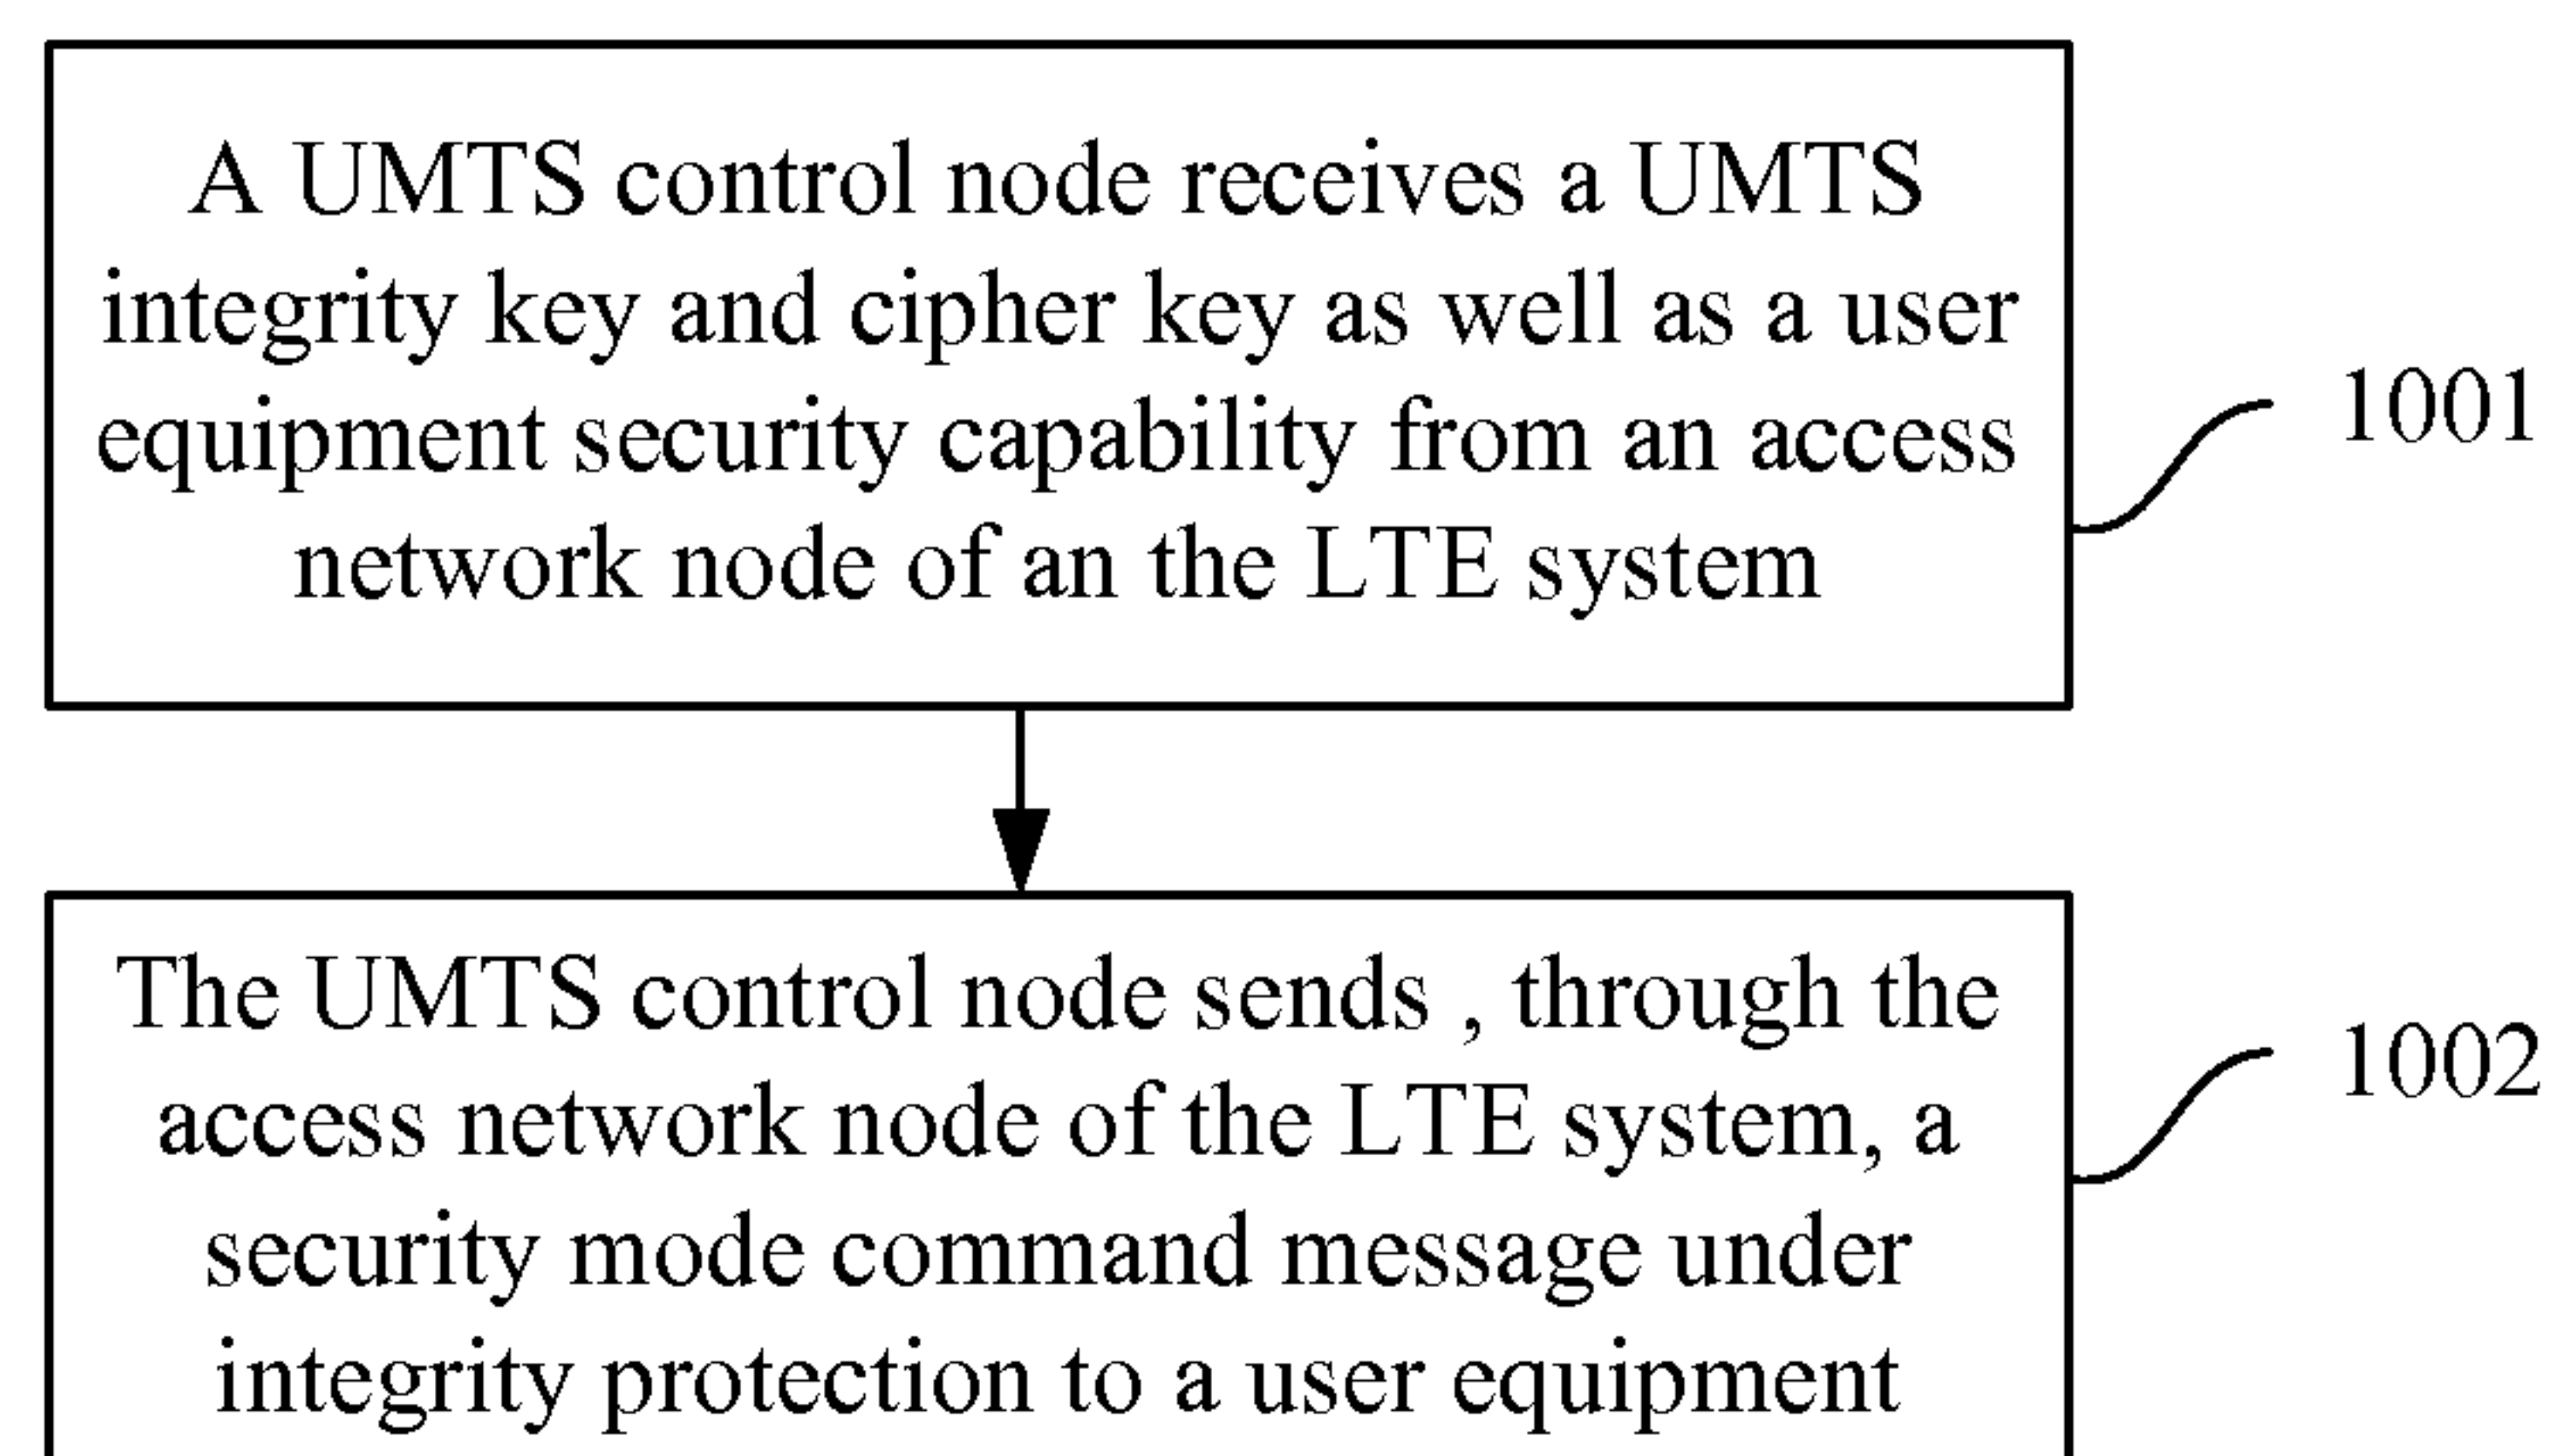 A UMTS control node receives a UMTS
integrity key and cipher key as well as a user
equipment security capability from an access
network node of an the LTE system
1001
The UMTS control node sends , through the
access network node of the LTE system, a
security mode command message under
integrity protection to a user equipment
1002